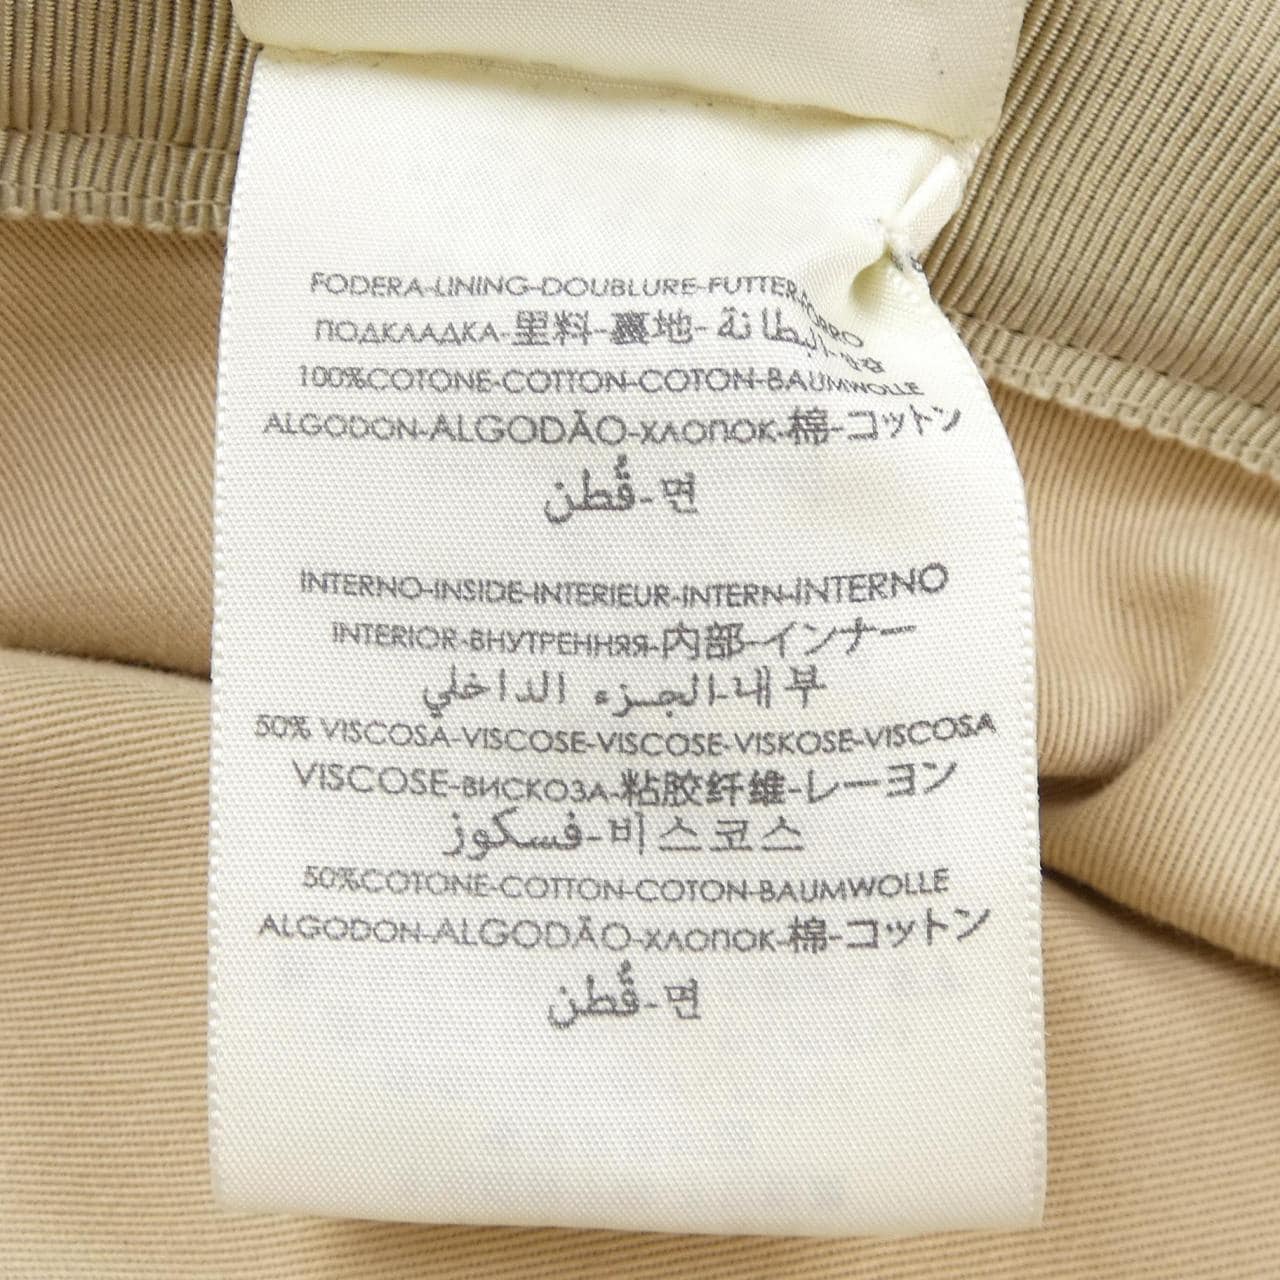 FODERA-LINING-DOUBLURE-FUTTER-FORRO
ПОДКЛАДКА-里料-裏地-البطانة-안감
100%COTONE-COTTON-COTON-BAUMWOLLE
ALGODON-ALGODÃO-ХЛОПОК-棉-コットン
قُطن-면
INTERNO-INSIDE-INTERIEUR-INTERN-INTERNO
INTERIOR-ВНУТРЕННЯЯ-内部-インナー
الجزء الداخلي-내부
50% VISCOSA-VISCOSE-VISCOSE-VISKOSE-VISCOSA
VISCOSE-ВИСКОЗА-粘胶纤维-レーヨン
فسكوز-비스코스
50%COTONE-COTTON-COTON-BAUMWOLLE
ALGODON-ALGODÃO-ХЛОПОК-棉-コットン
قُطن-면